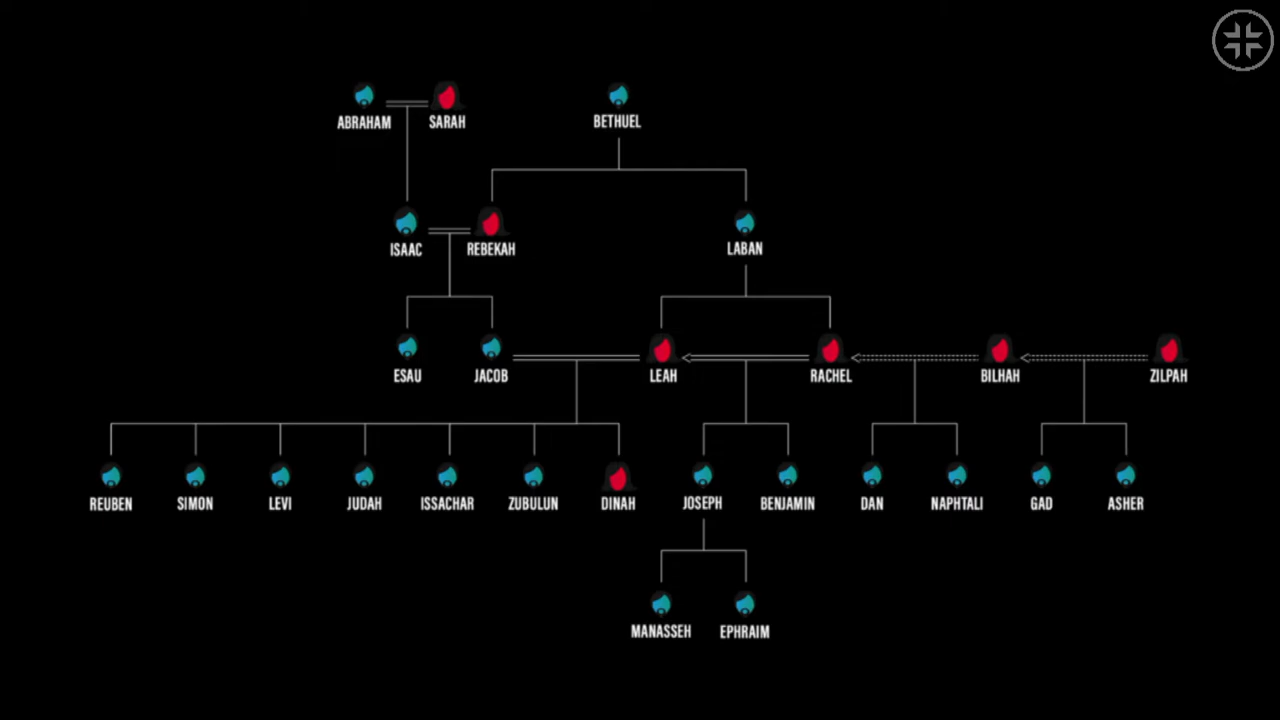 ABRAHAM SARAH BETHUEL
ISAAC REBEKAH LABAN
ESAU JACOB LEAH RACHEL BILHAH ZILPAH
REUBEN SIMON LEVI JUDAH ISSACHAR ZUBULUN DINAH JOSEPH BENJAMIN DAN NAPHTALI GAD ASHER
MANASSEH EPHRAIM